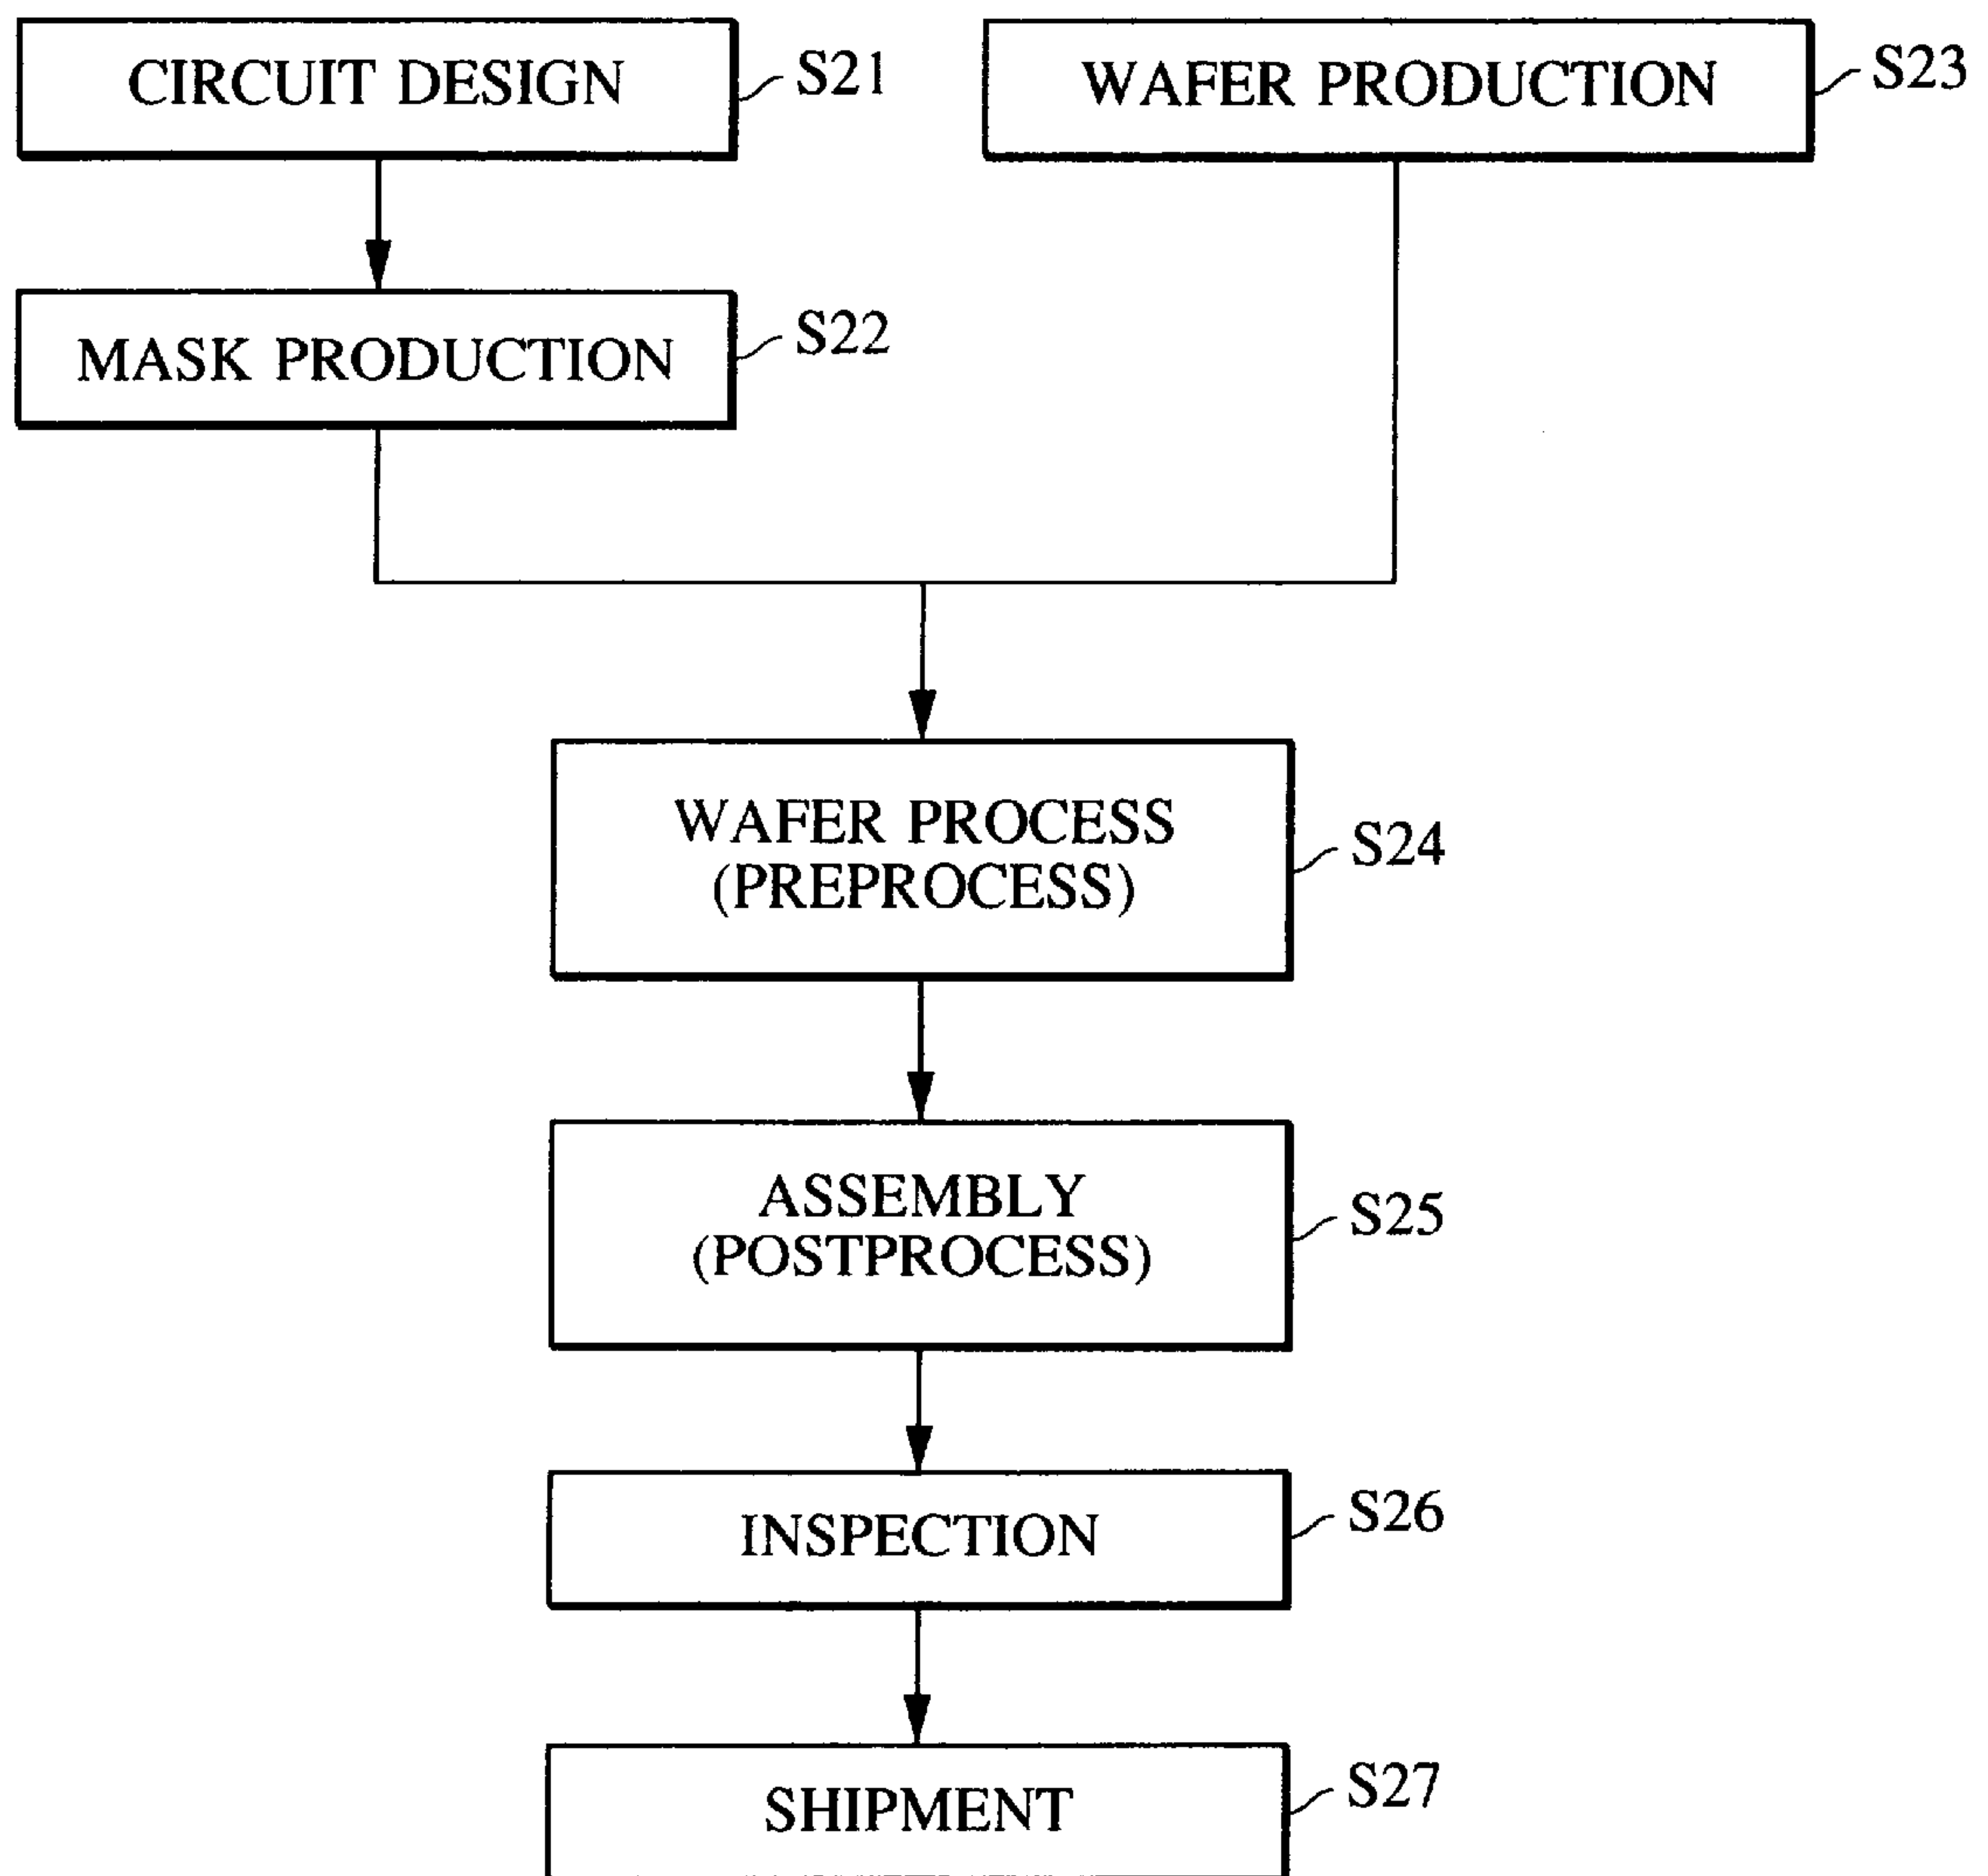 CIRCUIT DESIGN
S21
WAFER PRODUCTION
S23
MASK PRODUCTION
S22
WAFER PROCESS
(PREPROCESS)
S24
ASSEMBLY
(POSTPROCESS)
S25
INSPECTION
S26
SHIPMENT
S27